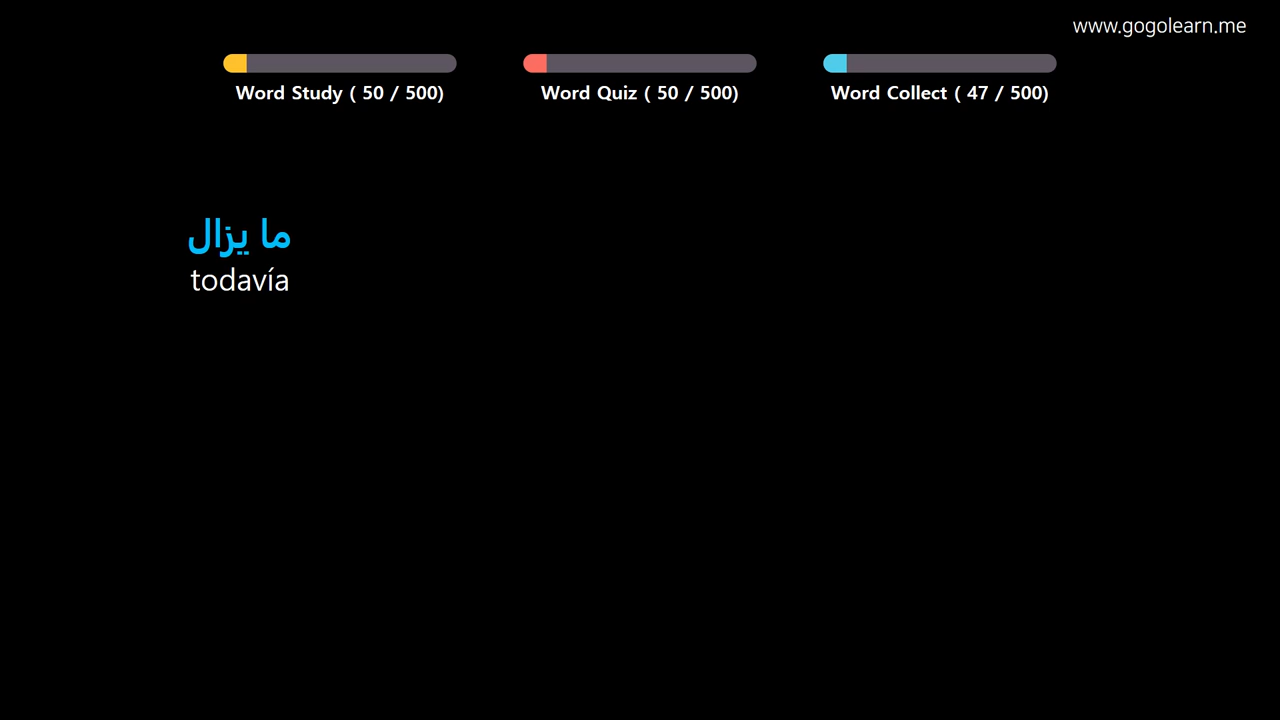 www.gogolearn.me
Word Study ( 50 / 500)
Word Quiz ( 50 / 500)
Word Collect ( 47 / 500)
ما يزال
todavía